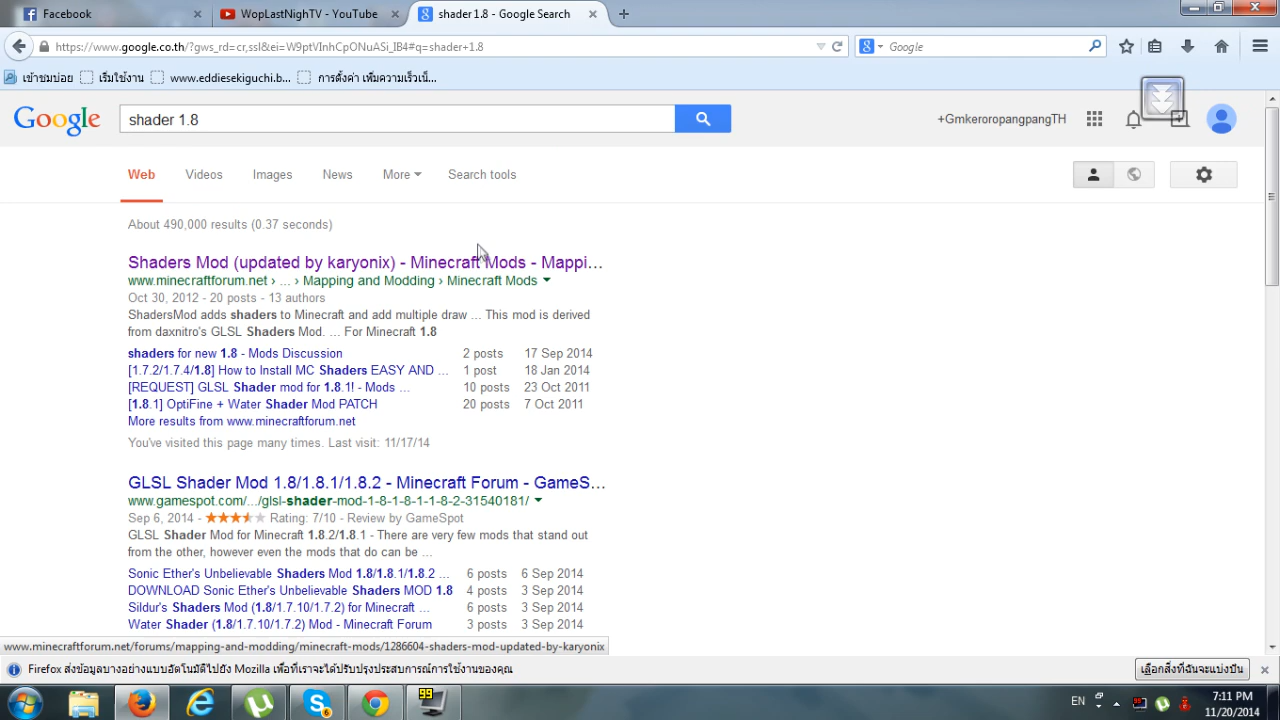 Facebook
WopLastNighTV - YouTube
shader 1.8 - Google Search
https://www.google.co.th/?gws_rd=cr,ssl&ei=W9ptVInhCpONuASi_IB4#q=shader+1.8
Google
เข้าชมบ่อย
เริ่มใช้งาน
www.eddiesekiguchi.b...
การตั้งค่า เพิ่มความเร็วเน็...
Google
shader 1.8
+GmkeroropangpangTH
Web Videos Images News More Search tools
About 490,000 results (0.37 seconds)
Shaders Mod (updated by karyonix) - Minecraft Mods - Mappi...
www.minecraftforum.net › ... › Mapping and Modding › Minecraft Mods
Oct 30, 2012 - 20 posts - 13 authors
ShadersMod adds shaders to Minecraft and add multiple draw ... This mod is derived
from daxnitro's GLSL Shaders Mod. ... For Minecraft 1.8
shaders for new 1.8 - Mods Discussion 2 posts 17 Sep 2014
[1.7.2/1.7.4/1.8] How to Install MC Shaders EASY AND ... 1 post 18 Jan 2014
[REQUEST] GLSL Shader mod for 1.8.1! - Mods ... 10 posts 23 Oct 2011
[1.8.1] OptiFine + Water Shader Mod PATCH 20 posts 7 Oct 2011
More results from www.minecraftforum.net
You've visited this page many times. Last visit: 11/17/14
GLSL Shader Mod 1.8/1.8.1/1.8.2 - Minecraft Forum - GameS...
www.gamespot.com/.../glsl-shader-mod-1-8-1-8-1-1-8-2-31540181/
Sep 6, 2014 - Rating: 7/10 - Review by GameSpot
GLSL Shader Mod for Minecraft 1.8.2/1.8.1 - There are very few mods that stand out
from the other, however even the mods that do can be ...
Sonic Ether's Unbelievable Shaders Mod 1.8/1.8.1/1.8.2 ... 6 posts 6 Sep 2014
DOWNLOAD Sonic Ether's Unbelievable Shaders MOD 1.8 4 posts 3 Sep 2014
Sildur's Shaders Mod (1.8/1.7.10/1.7.2) for Minecraft ... 6 posts 3 Sep 2014
Water Shader (1.8/1.7.10/1.7.2) Mod - Minecraft Forum 3 posts 3 Sep 2014
www.minecraftforum.net/forums/mapping-and-modding/minecraft-mods/1286604-shaders-mod-updated-by-karyonix
Firefox ส่งข้อมูลบางอย่างแบบอัตโนมัติไปยัง Mozilla เพื่อที่เราจะได้ปรับปรุงประสบการณ์การใช้งานของคุณ
เลือกสิ่งที่ฉันจะแบ่งปัน
99
6
EN
7:11 PM
11/20/2014